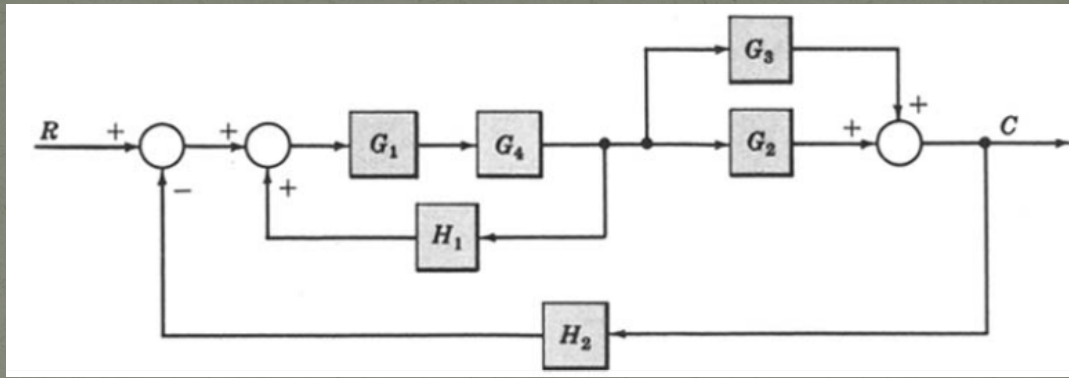 G₃
+
R + + G₁ G₄ + G₂ C
− +
H₁
H₂